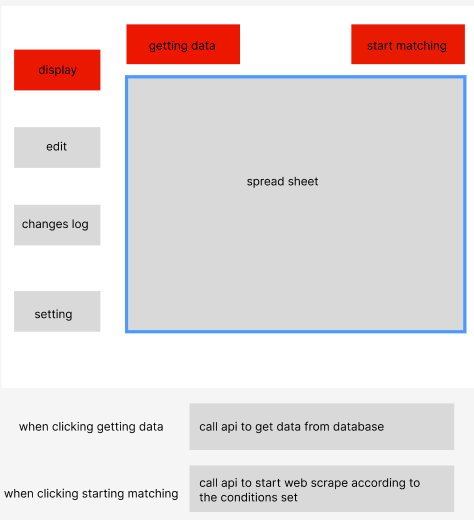 getting data
start matching
display
edit
spread sheet
changes log
setting
when clicking getting data
call api to get data from database
when clicking starting matching
call api to start web scrape according to
the conditions set